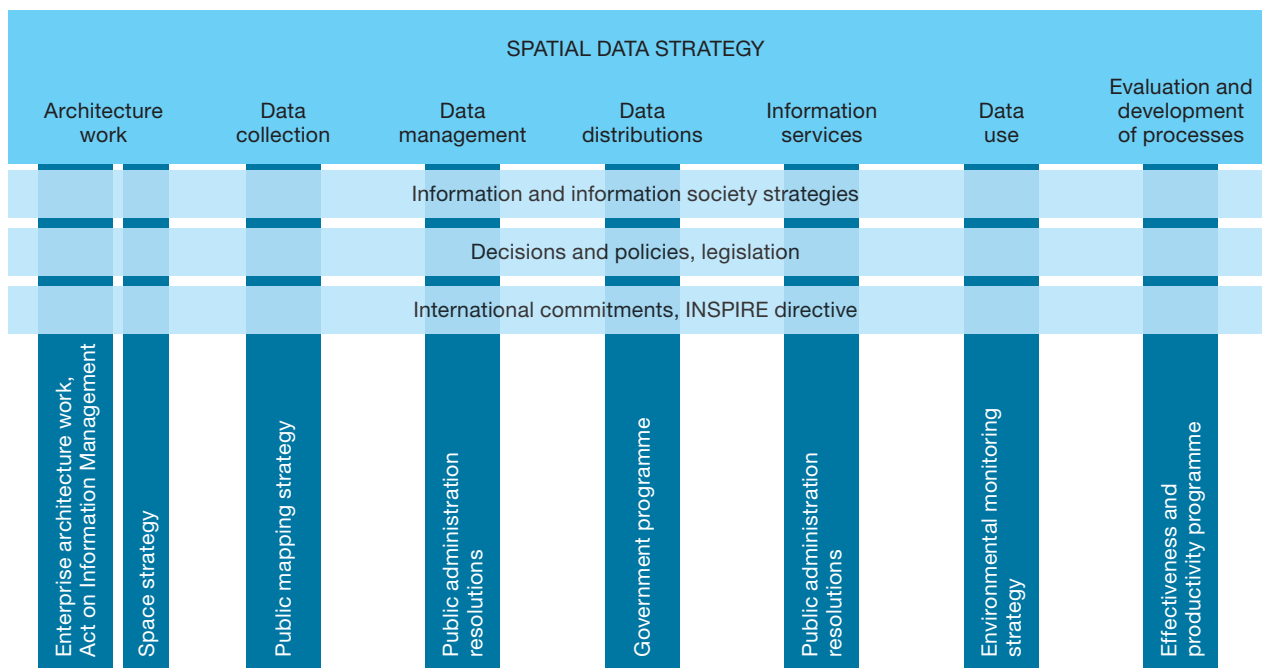 SPATIAL DATA STRATEGY
Architecture
work
Data
collection
Data
management
Data
distributions
Information
services
Data
use
Evaluation and
development
of processes
Information and information society strategies
Decisions and policies, legislation
International commitments, INSPIRE directive
Enterprise architecture work,
Act on Information Management
Space strategy
Public mapping strategy
Public administration
resolutions
Government programme
Public administration
resolutions
Environmental monitoring
strategy
Effectiveness and
productivity programme